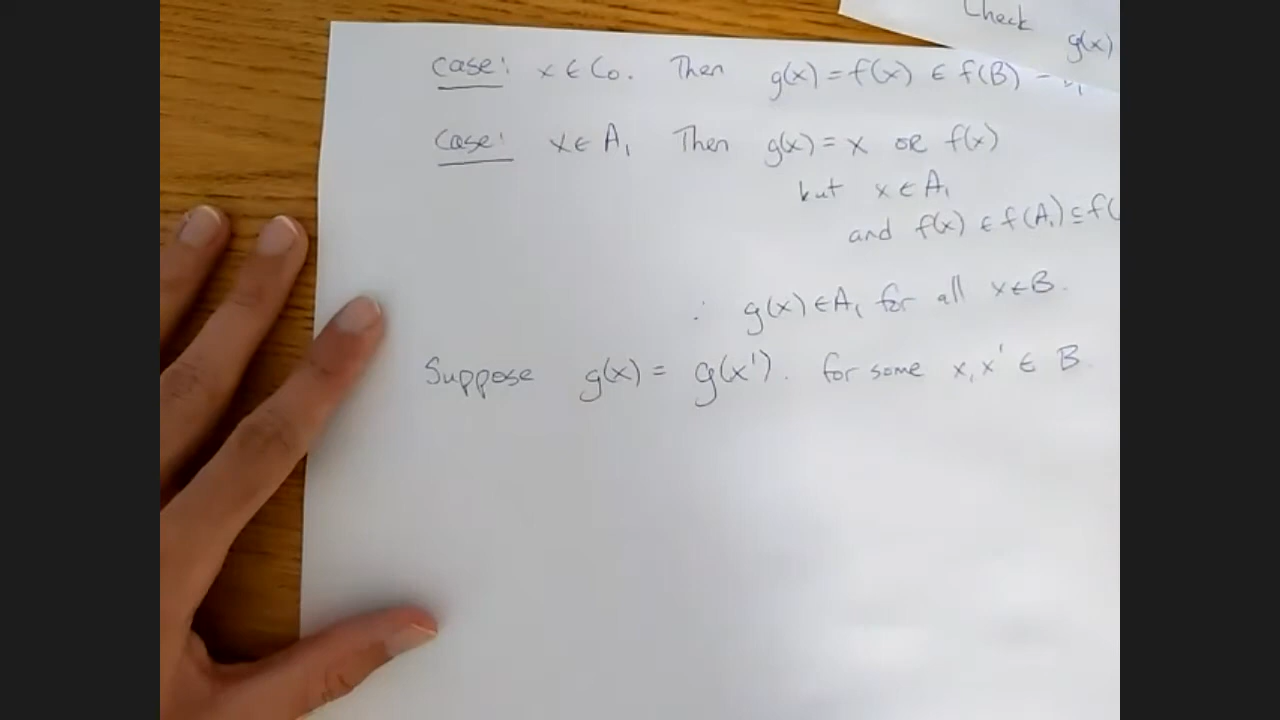 Check
g(x)
case: x ∈ C₀. Then g(x) = f(x) ∈ f(B) -
case: x ∈ A₁ Then g(x) = x OR f(x)
but x ∈ A₁
and f(x) ∈ f(A₁) ⊆ f(
∴ g(x) ∈ A₁ for all x ∈ B.
Suppose g(x) = g(x'). for some x, x' ∈ B.